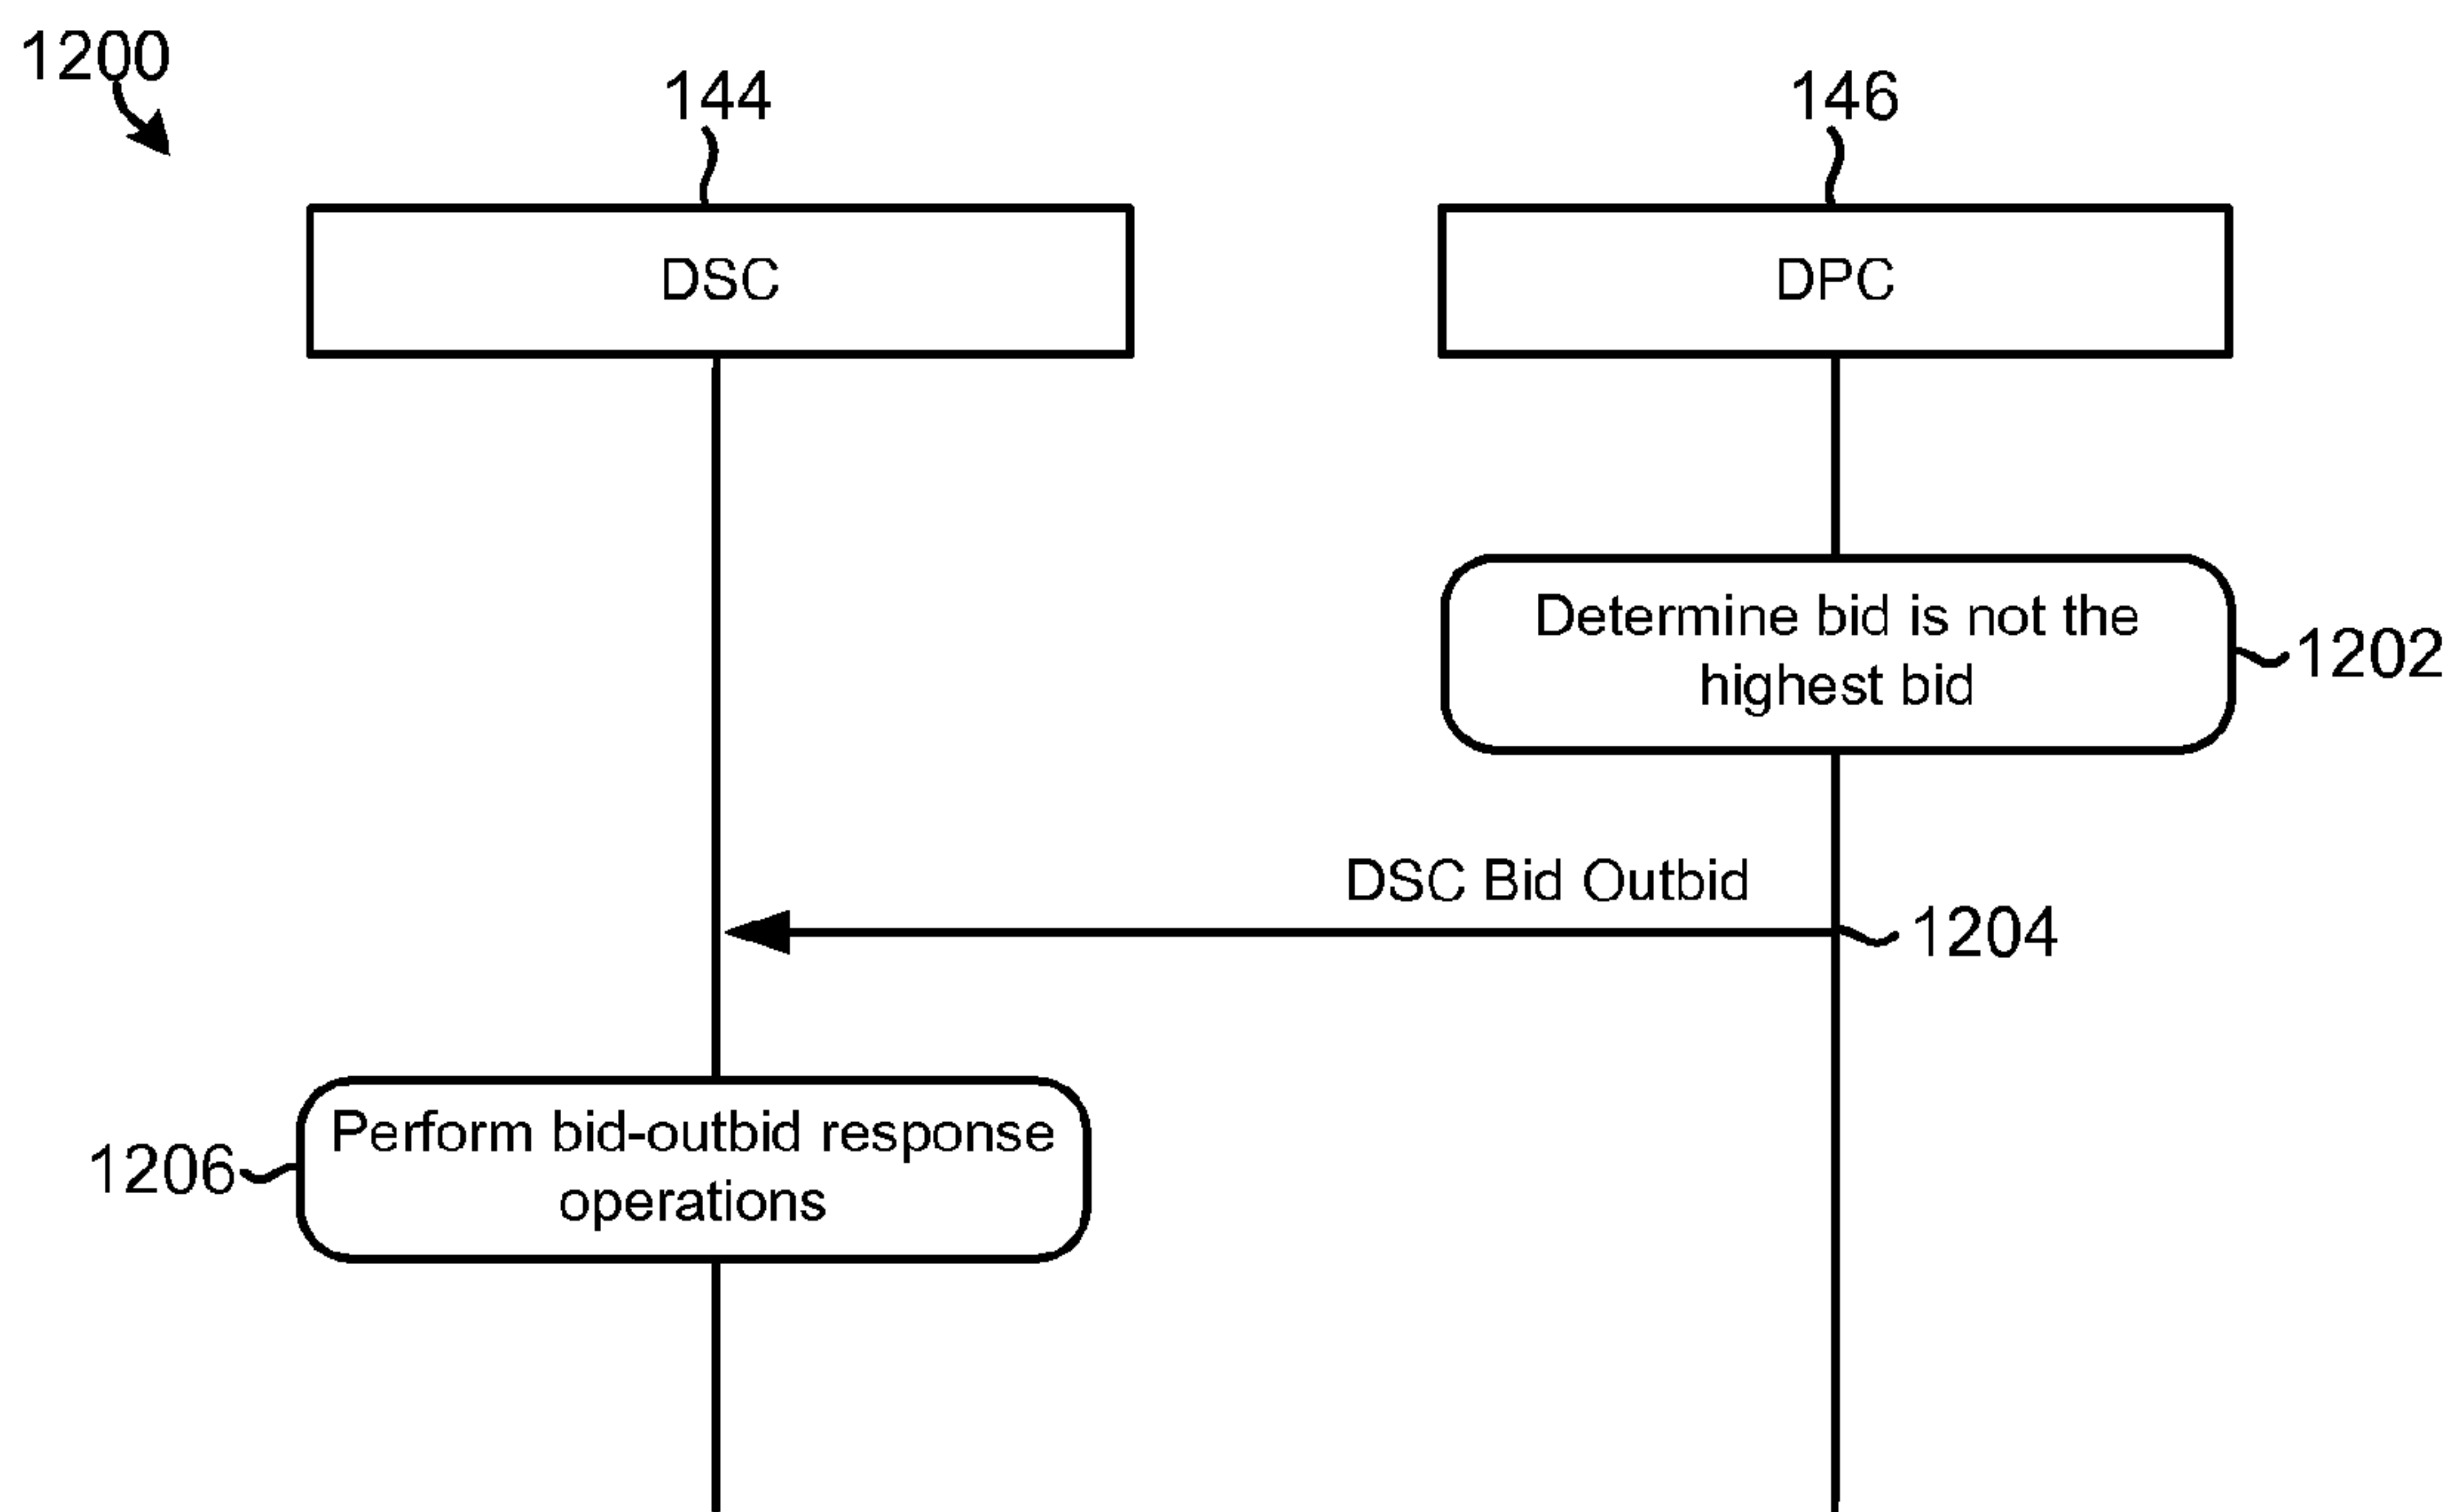 1200
144
146
DSC
DPC
Determine bid is not the
highest bid
1202
DSC Bid Outbid
1204
Perform bid-outbid response
operations
1206